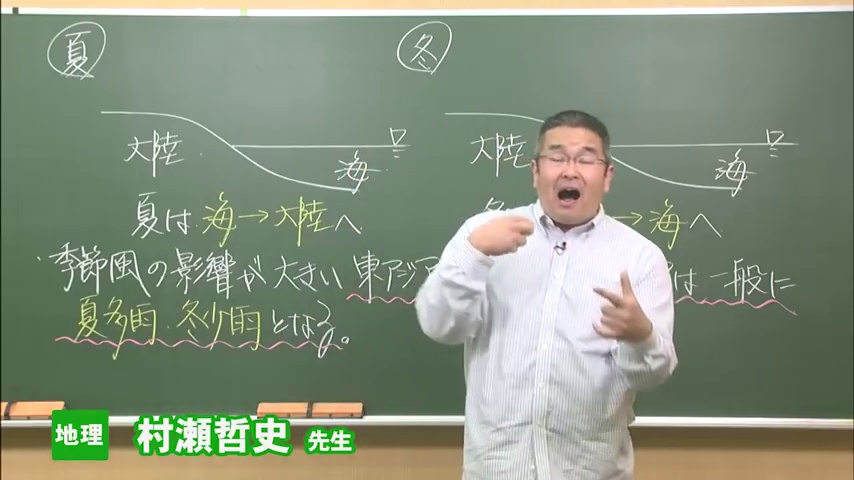 夏
冬
大陸
海
大陸
海
夏は 海→大陸へ
→海へ
季節風の影響が大きい 東アジア
は一般に
夏多雨・冬少雨となる。
地理 村瀬哲史 先生